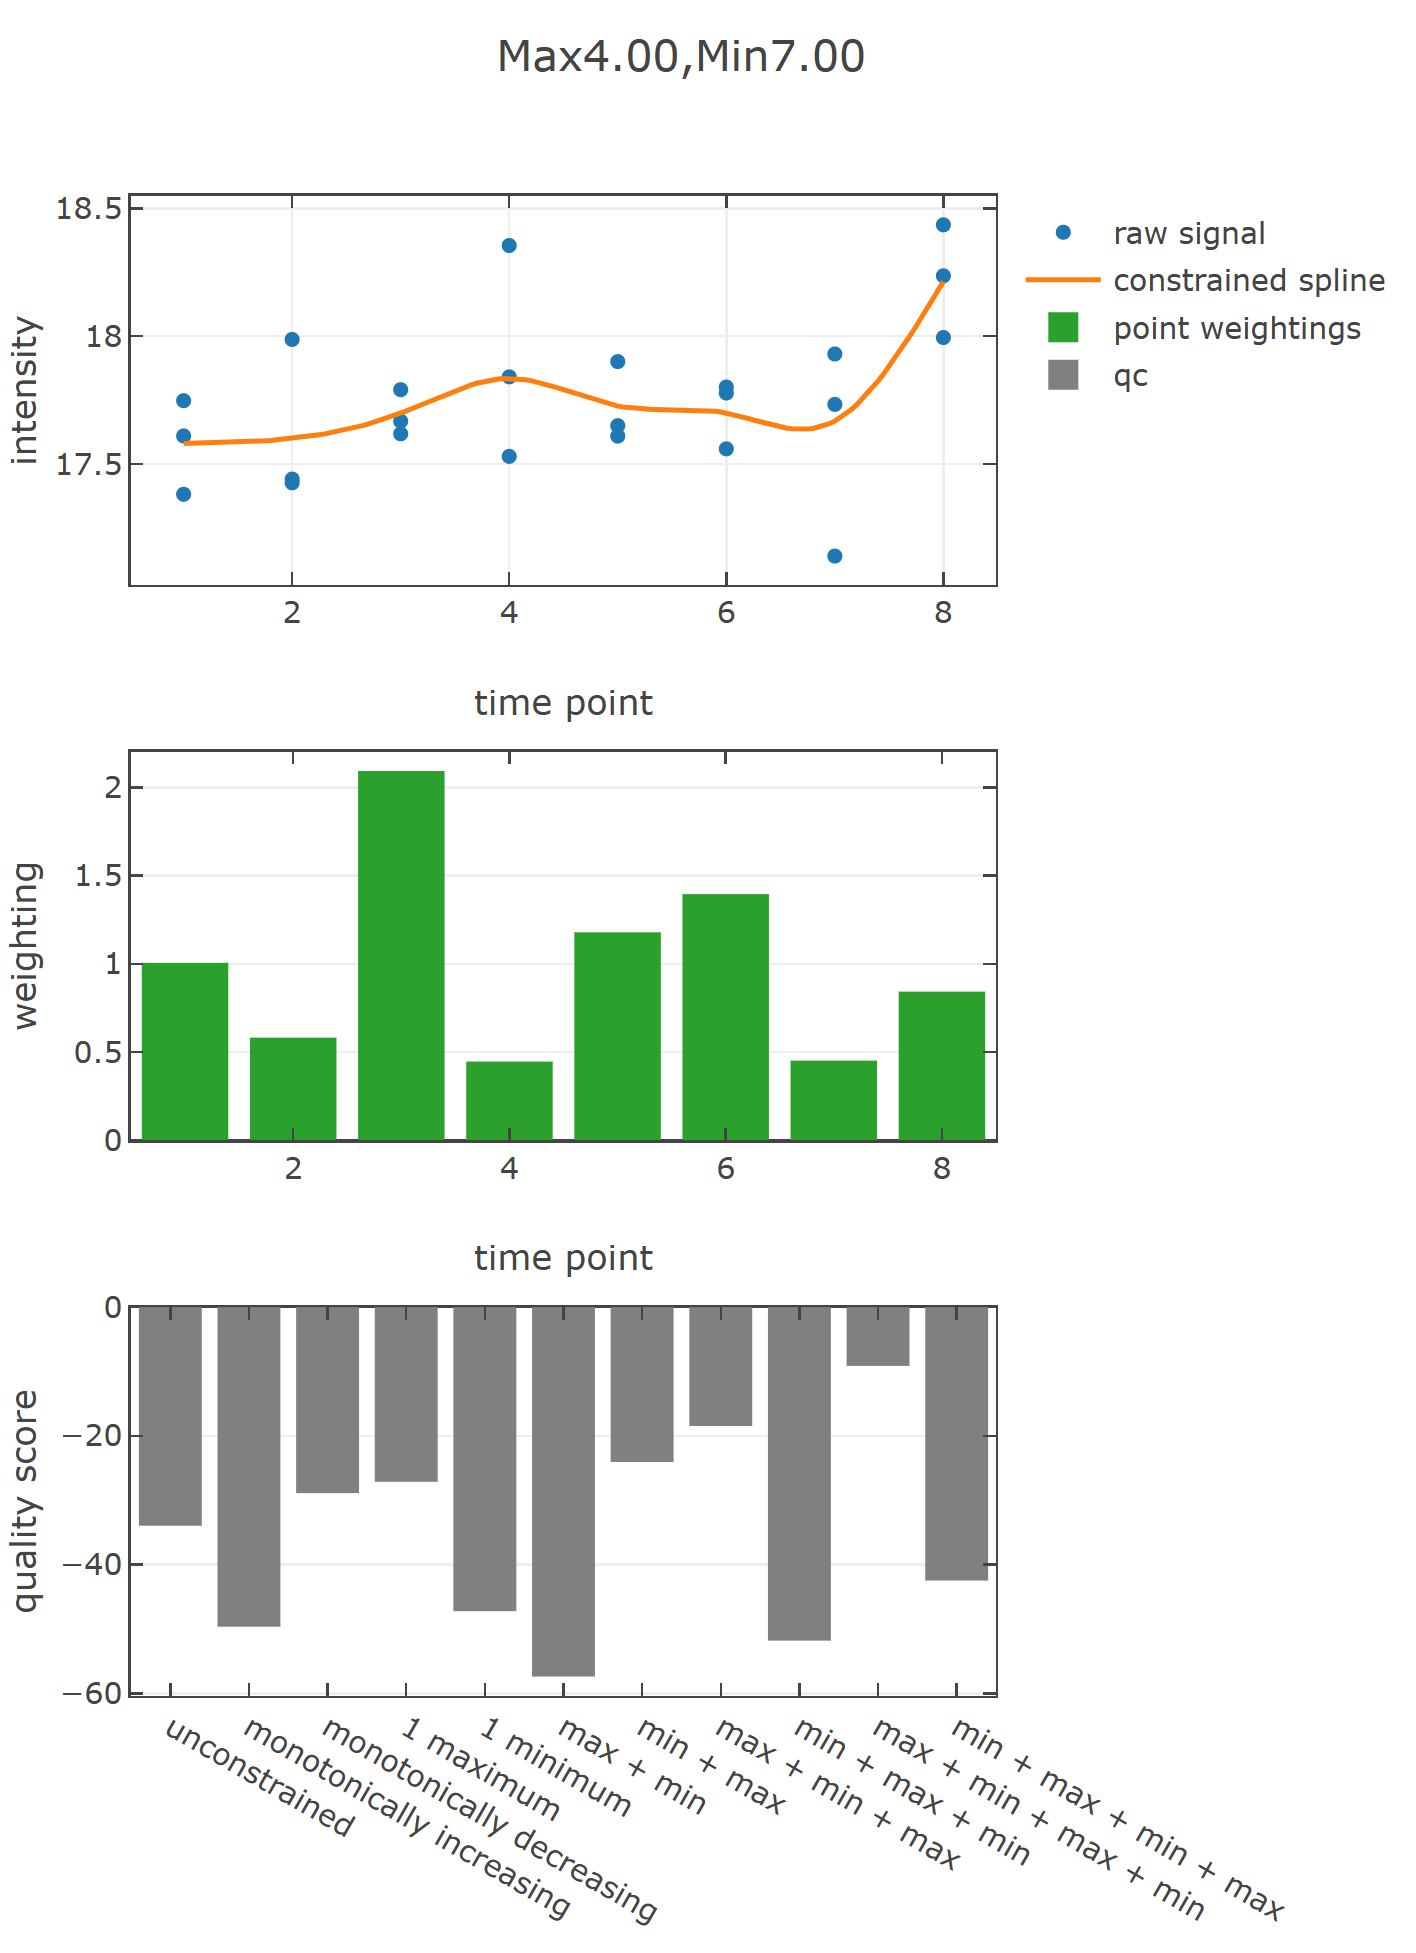 Max4.00,Min7.00
18.5
18
17.5
intensity
2
4
6
8
time point
raw signal
constrained spline
point weightings
qc
2
1.5
1
0.5
0
weighting
2
4
6
8
time point
0
−20
−40
−60
quality score
unconstrained
monotonically increasing
monotonically decreasing
1 maximum
1 minimum
max + min
min + max
max + min + max
min + max + min
max + min + max + min
min + max + min + max